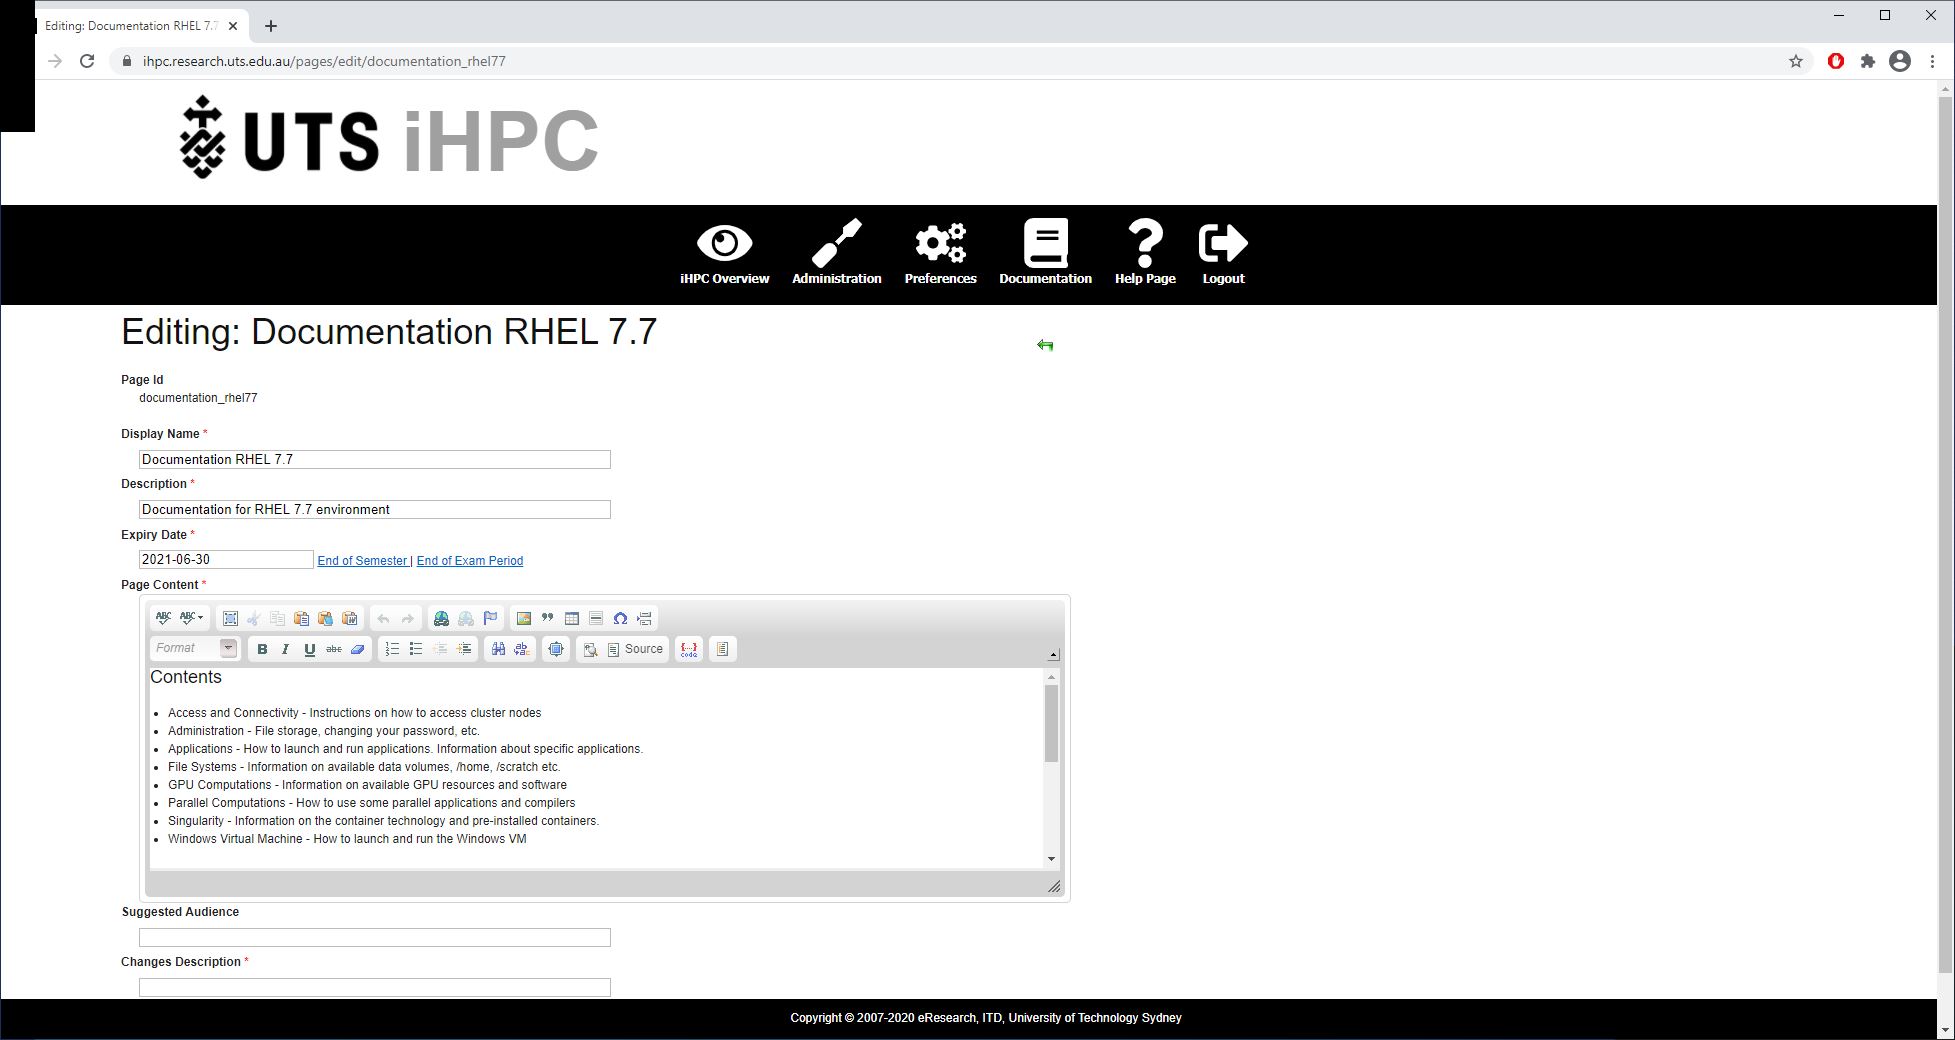 Editing: Documentation RHEL 7.7
ihpc.research.uts.edu.au/pages/edit/documentation_rhel77
UTS iHPC
iHPC Overview
Administration
Preferences
Documentation
Help Page
Logout
Editing: Documentation RHEL 7.7
Page Id
documentation_rhel77
Display Name *
Documentation RHEL 7.7
Description *
Documentation for RHEL 7.7 environment
Expiry Date *
2021-06-30 End of Semester | End of Exam Period
Page Content *
ABC ABC
Format B I U abc Source code
Contents
• Access and Connectivity - Instructions on how to access cluster nodes
• Administration - File storage, changing your password, etc.
• Applications - How to launch and run applications. Information about specific applications.
• File Systems - Information on available data volumes, /home, /scratch etc.
• GPU Computations - Information on available GPU resources and software
• Parallel Computations - How to use some parallel applications and compilers
• Singularity - Information on the container technology and pre-installed containers.
• Windows Virtual Machine - How to launch and run the Windows VM
Suggested Audience
Changes Description *
Copyright © 2007-2020 eResearch, ITD, University of Technology Sydney